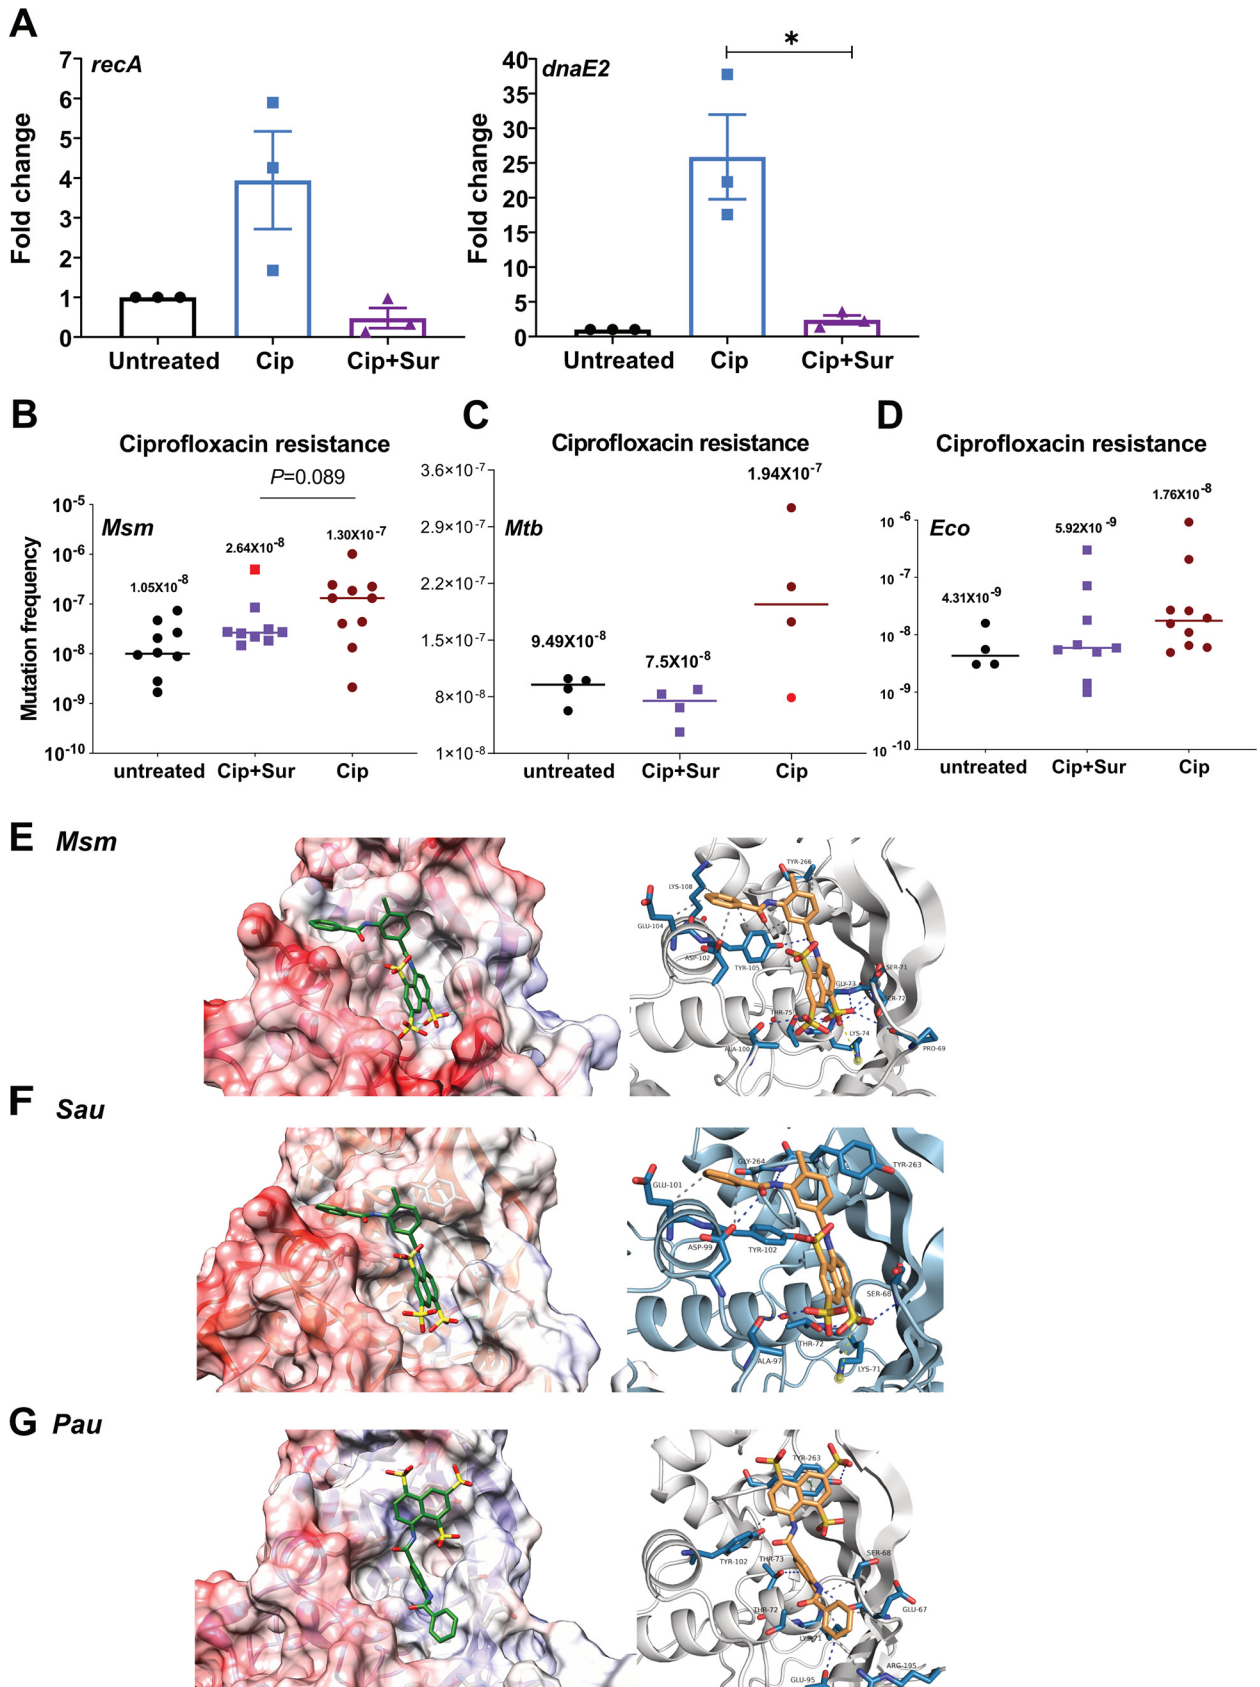 A
recA
Fold change
7
6
5
4
3
2
1
0
Untreated Cip Cip+Sur
dnaE2
*
Fold change
40
35
30
25
20
15
10
5
0
Untreated Cip Cip+Sur
B
Ciprofloxacin resistance
P=0.089
Msm
Mutation frequency
10-5
10-6
10-7
10-8
10-9
10-10
1.05X10-8
2.64X10-8
1.30X10-7
untreated Cip+Sur Cip
C
Ciprofloxacin resistance
Mtb
3.6×10-7
2.9×10-7
2.2×10-7
1.5×10-7
8×10-8
1×10-8
9.49X10-8
7.5X10-8
1.94X10-7
untreated Cip+Sur Cip
D
Ciprofloxacin resistance
Eco
10-6
10-7
10-8
10-9
10-10
4.31X10-9
5.92X10-9
1.76X10-8
untreated Cip+Sur Cip
E Msm
TYR-266
LYS-108
GLU-104
ASP-102
TYR-105
SER-71
GLY-73
SER-72
THR-75
LYS-74
ALA-100
PRO-69
F Sau
GLY-264
TYR-263
GLU-101
ASP-99
TYR-102
SER-68
THR-72
ALA-97
LYS-71
G Pau
TYR-263
TYR-102
THR-73
SER-68
THR-72
GLU-67
LYS-71
ARG-195
GLU-95